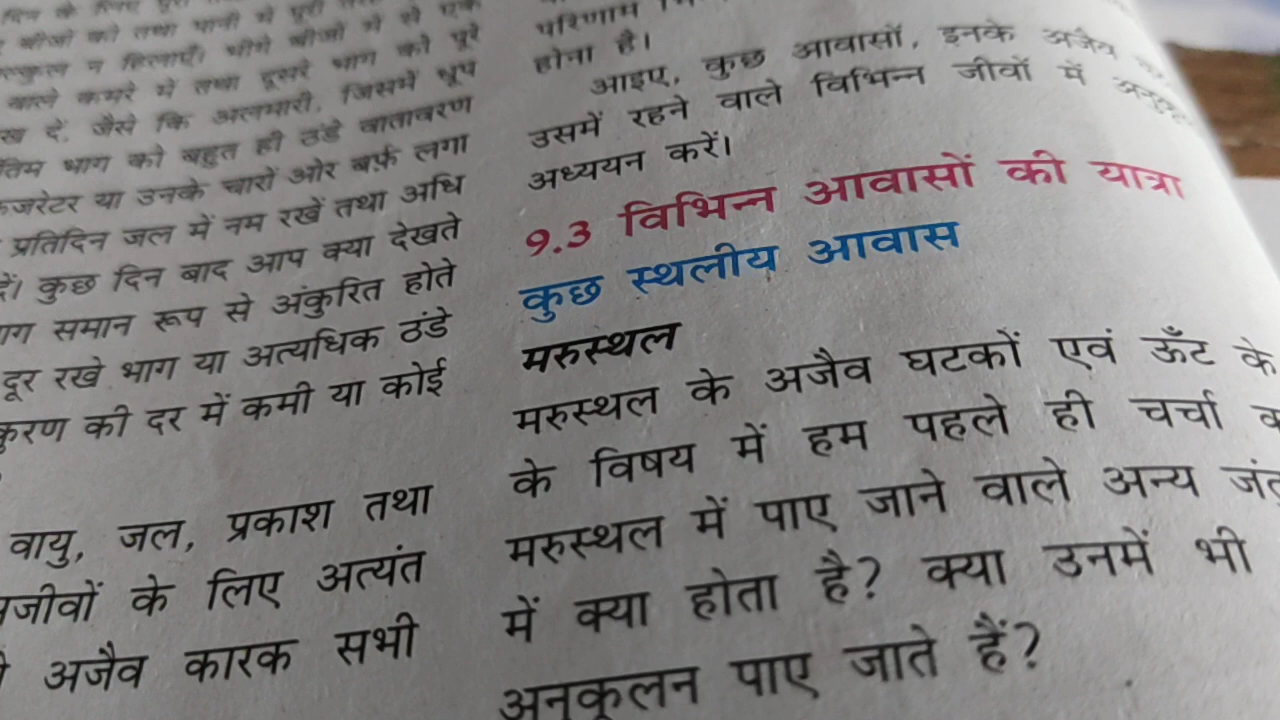 बीजों को तथा पानी में पूरी
न हिलाएँ। भीगे बीजों में से एक
वाले कमरे में तथा दूसरे भाग को पूरे
दें, जैसे कि अलमारी, जिसमें धूप
भाग को बहुत ही ठंडे वातावरण
या उनके चारों ओर बर्फ़ लगा
प्रतिदिन जल में नम रखें तथा अधि
कुछ दिन बाद आप क्या देखते
समान रूप से अंकुरित होते
दूर रखे भाग या अत्यधिक ठंडे
की दर में कमी या कोई
वायु, जल, प्रकाश तथा
के लिए अत्यंत
अजैव कारक सभी
परिणाम
होना है।
आइए, कुछ आवासों, इनके अजैव
उसमें रहने वाले विभिन्न जीवों में
अध्ययन करें।
9.3 विभिन्न आवासों की यात्रा
कुछ स्थलीय आवास
मरुस्थल
मरुस्थल के अजैव घटकों एवं ऊँट के
के विषय में हम पहले ही चर्चा
मरुस्थल में पाए जाने वाले अन्य
में क्या होता है? क्या उनमें भी
अनुकूलन पाए जाते हैं?